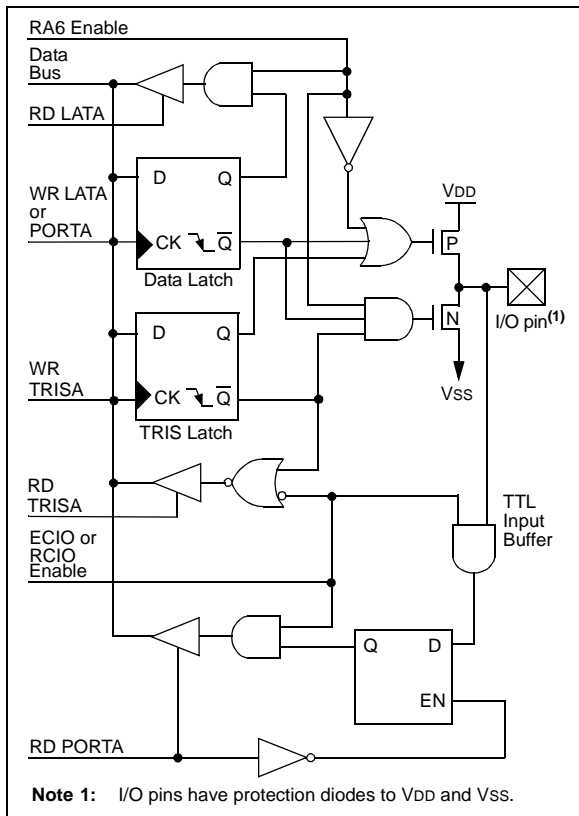 RA6 Enable
Data
Bus
RD LATA
WR LATA
or
PORTA
D
Q
CK
Q̅
Data Latch
VDD
P
N
I/O pin(1)
VSS
D
Q
WR
TRISA
CK
Q̅
TRIS Latch
RD
TRISA
TTL
Input
Buffer
ECIO or
RCIO
Enable
Q
D
EN
RD PORTA
Note 1: I/O pins have protection diodes to VDD and VSS.